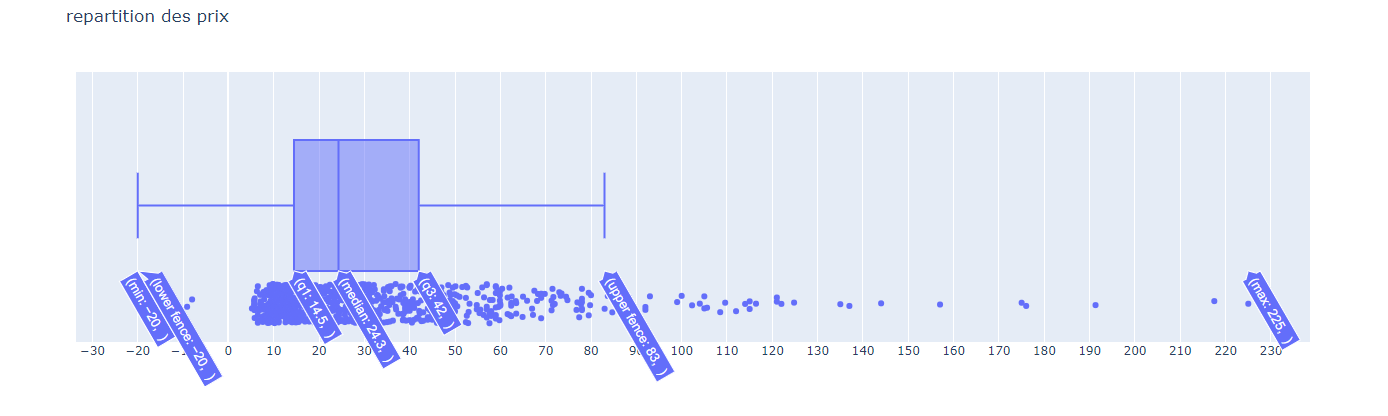 repartition des prix
(min: −20, )
(lower fence: −20, )
(q1: 14.5, )
(median: 24.3, )
(q3: 42, )
(upper fence: 83, )
(max: 225, )
−30 −20 0 10 20 30 40 50 60 70 80 90 100 110 120 130 140 150 160 170 180 190 200 210 220 230